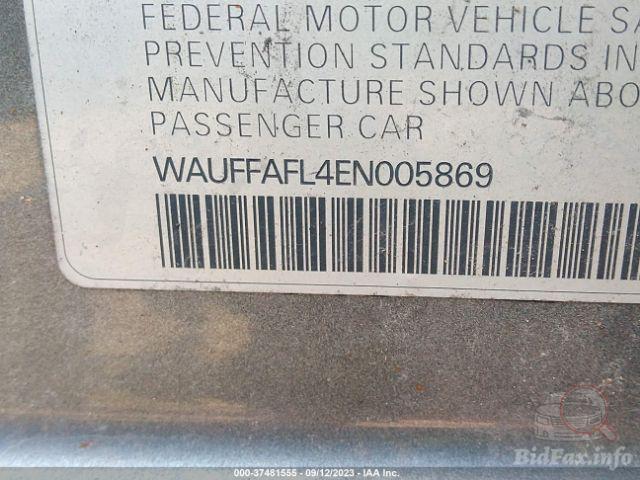 FEDERAL MOTOR VEHICLE
PREVENTION STANDARDS IN
MANUFACTURE SHOWN ABO
PASSENGER CAR
WAUFFAFL4EN005869
BidFax.info
000-37481555 - 09/12/2023 - IAA Inc.